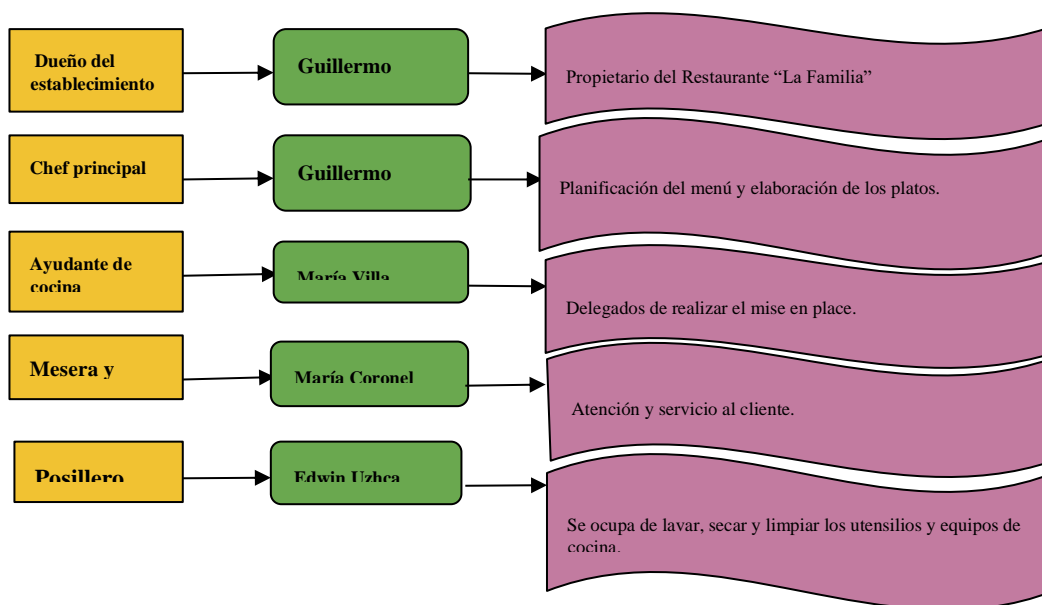 Dueño del
establecimiento
Guillermo
Propietario del Restaurante “La Familia”
Chef principal
Guillermo
Planificación del menú y elaboración de los platos.
Ayudante de
cocina
María Villa
Delegados de realizar el mise en place.
Mesera y
María Coronel
Atención y servicio al cliente.
Posillero
Edwin Uzhca
Se ocupa de lavar, secar y limpiar los utensilios y equipos de
cocina.